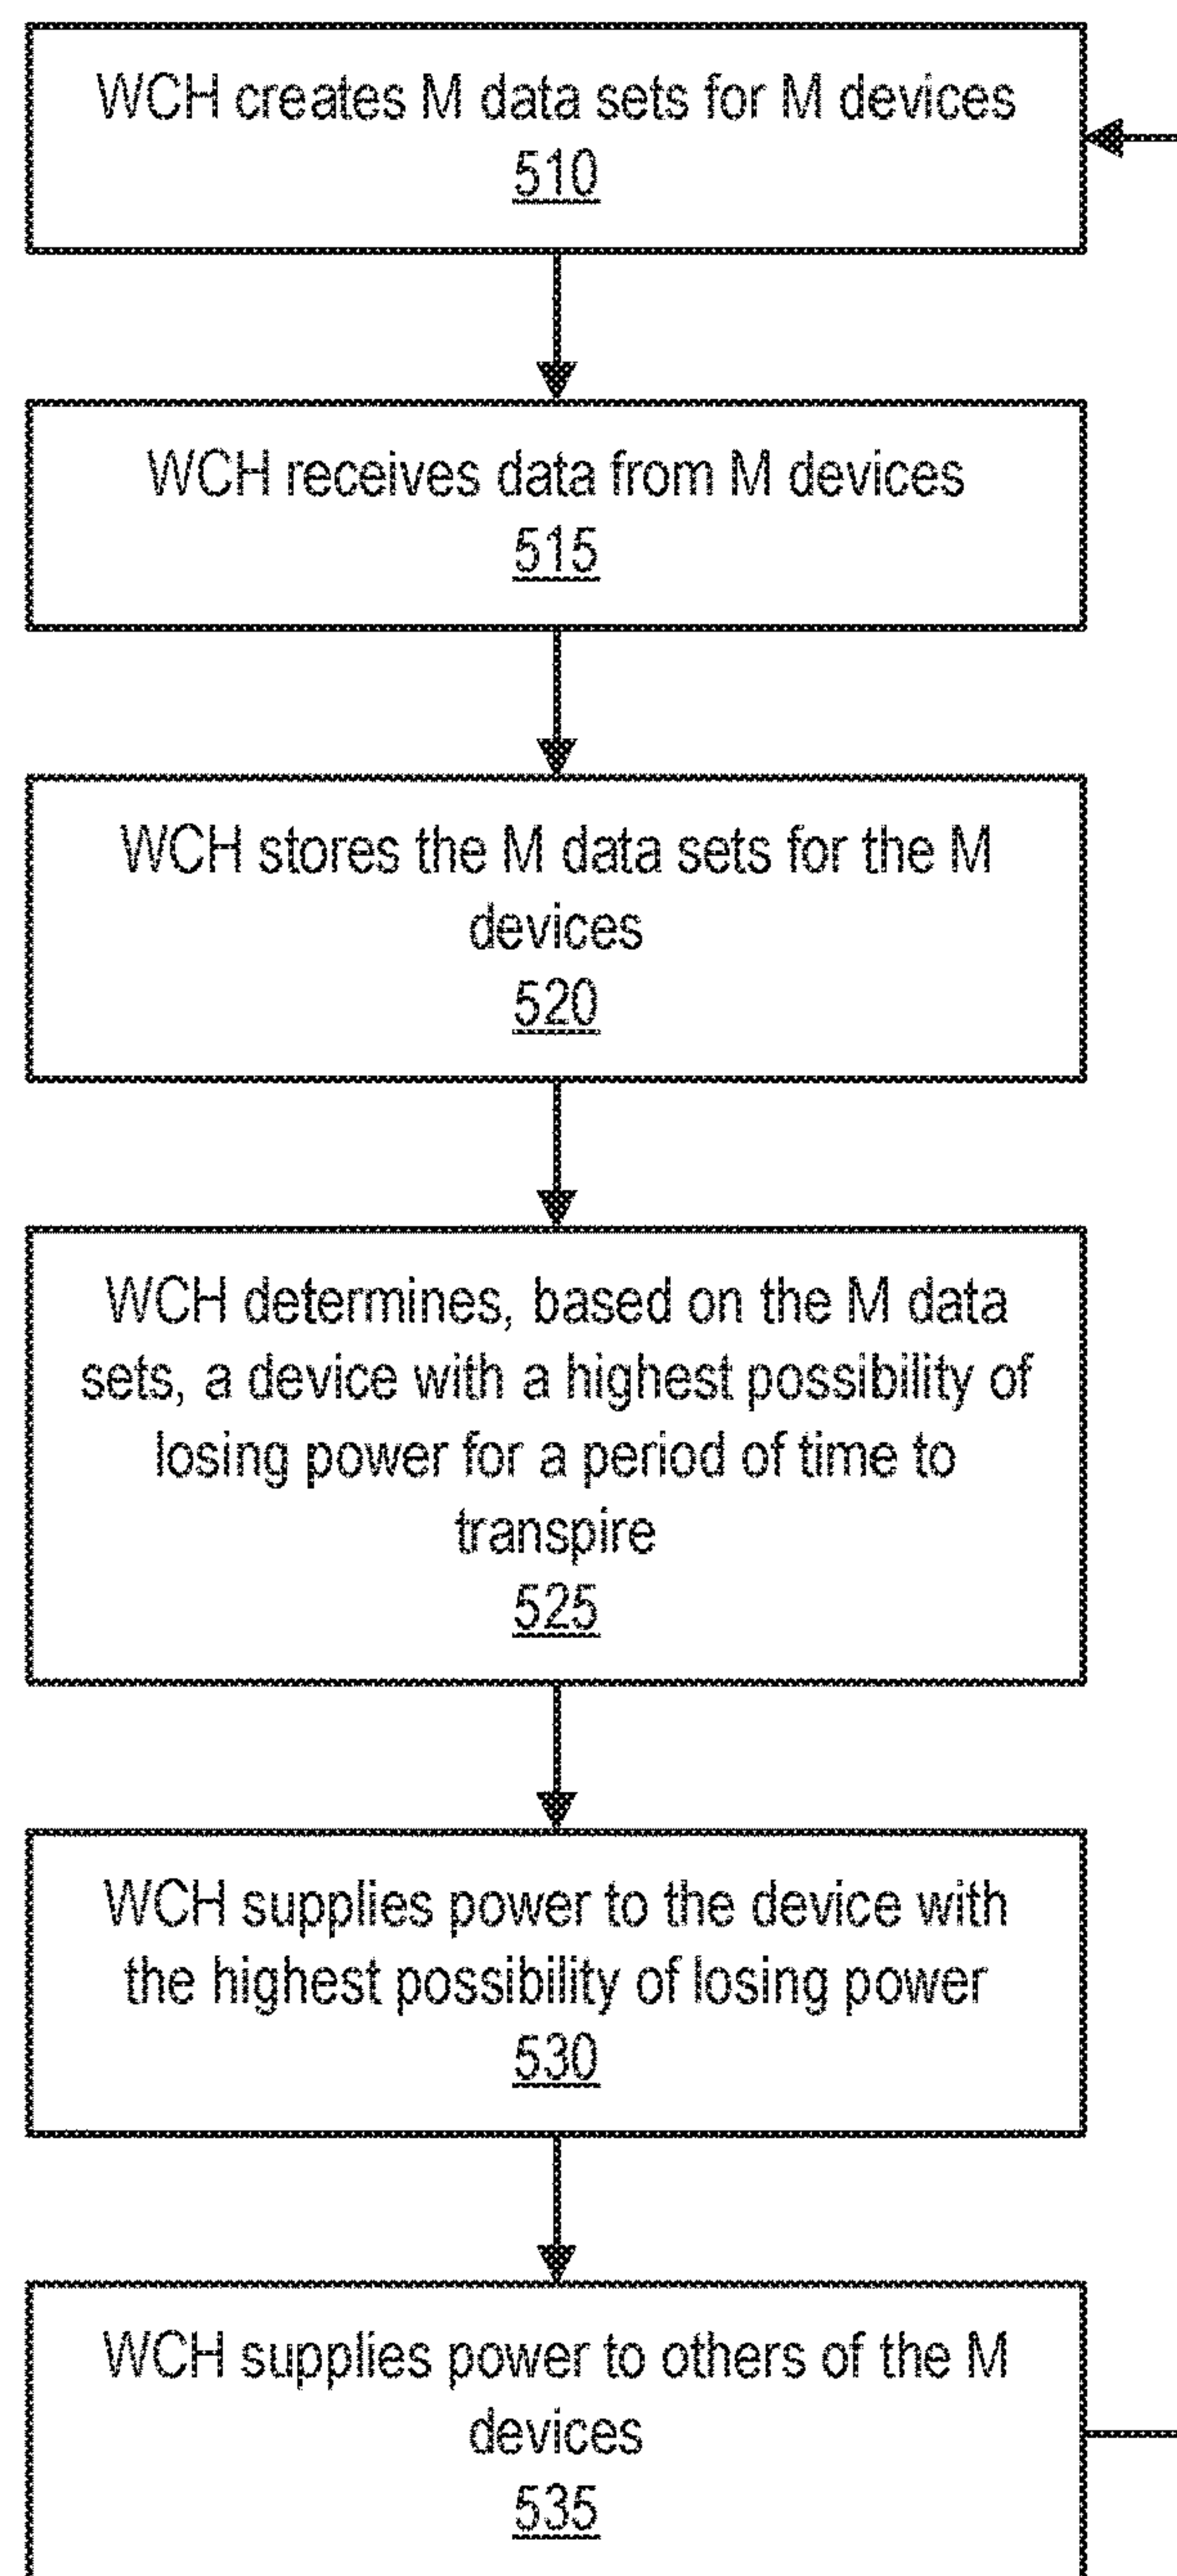 WCH creates M data sets for M devices
510
WCH receives data from M devices
515
WCH stores the M data sets for the M
devices
520
WCH determines, based on the M data
sets, a device with a highest possibility of
losing power for a period of time to
transpire
525
WCH supplies power to the device with
the highest possibility of losing power
530
WCH supplies power to others of the M
devices
535